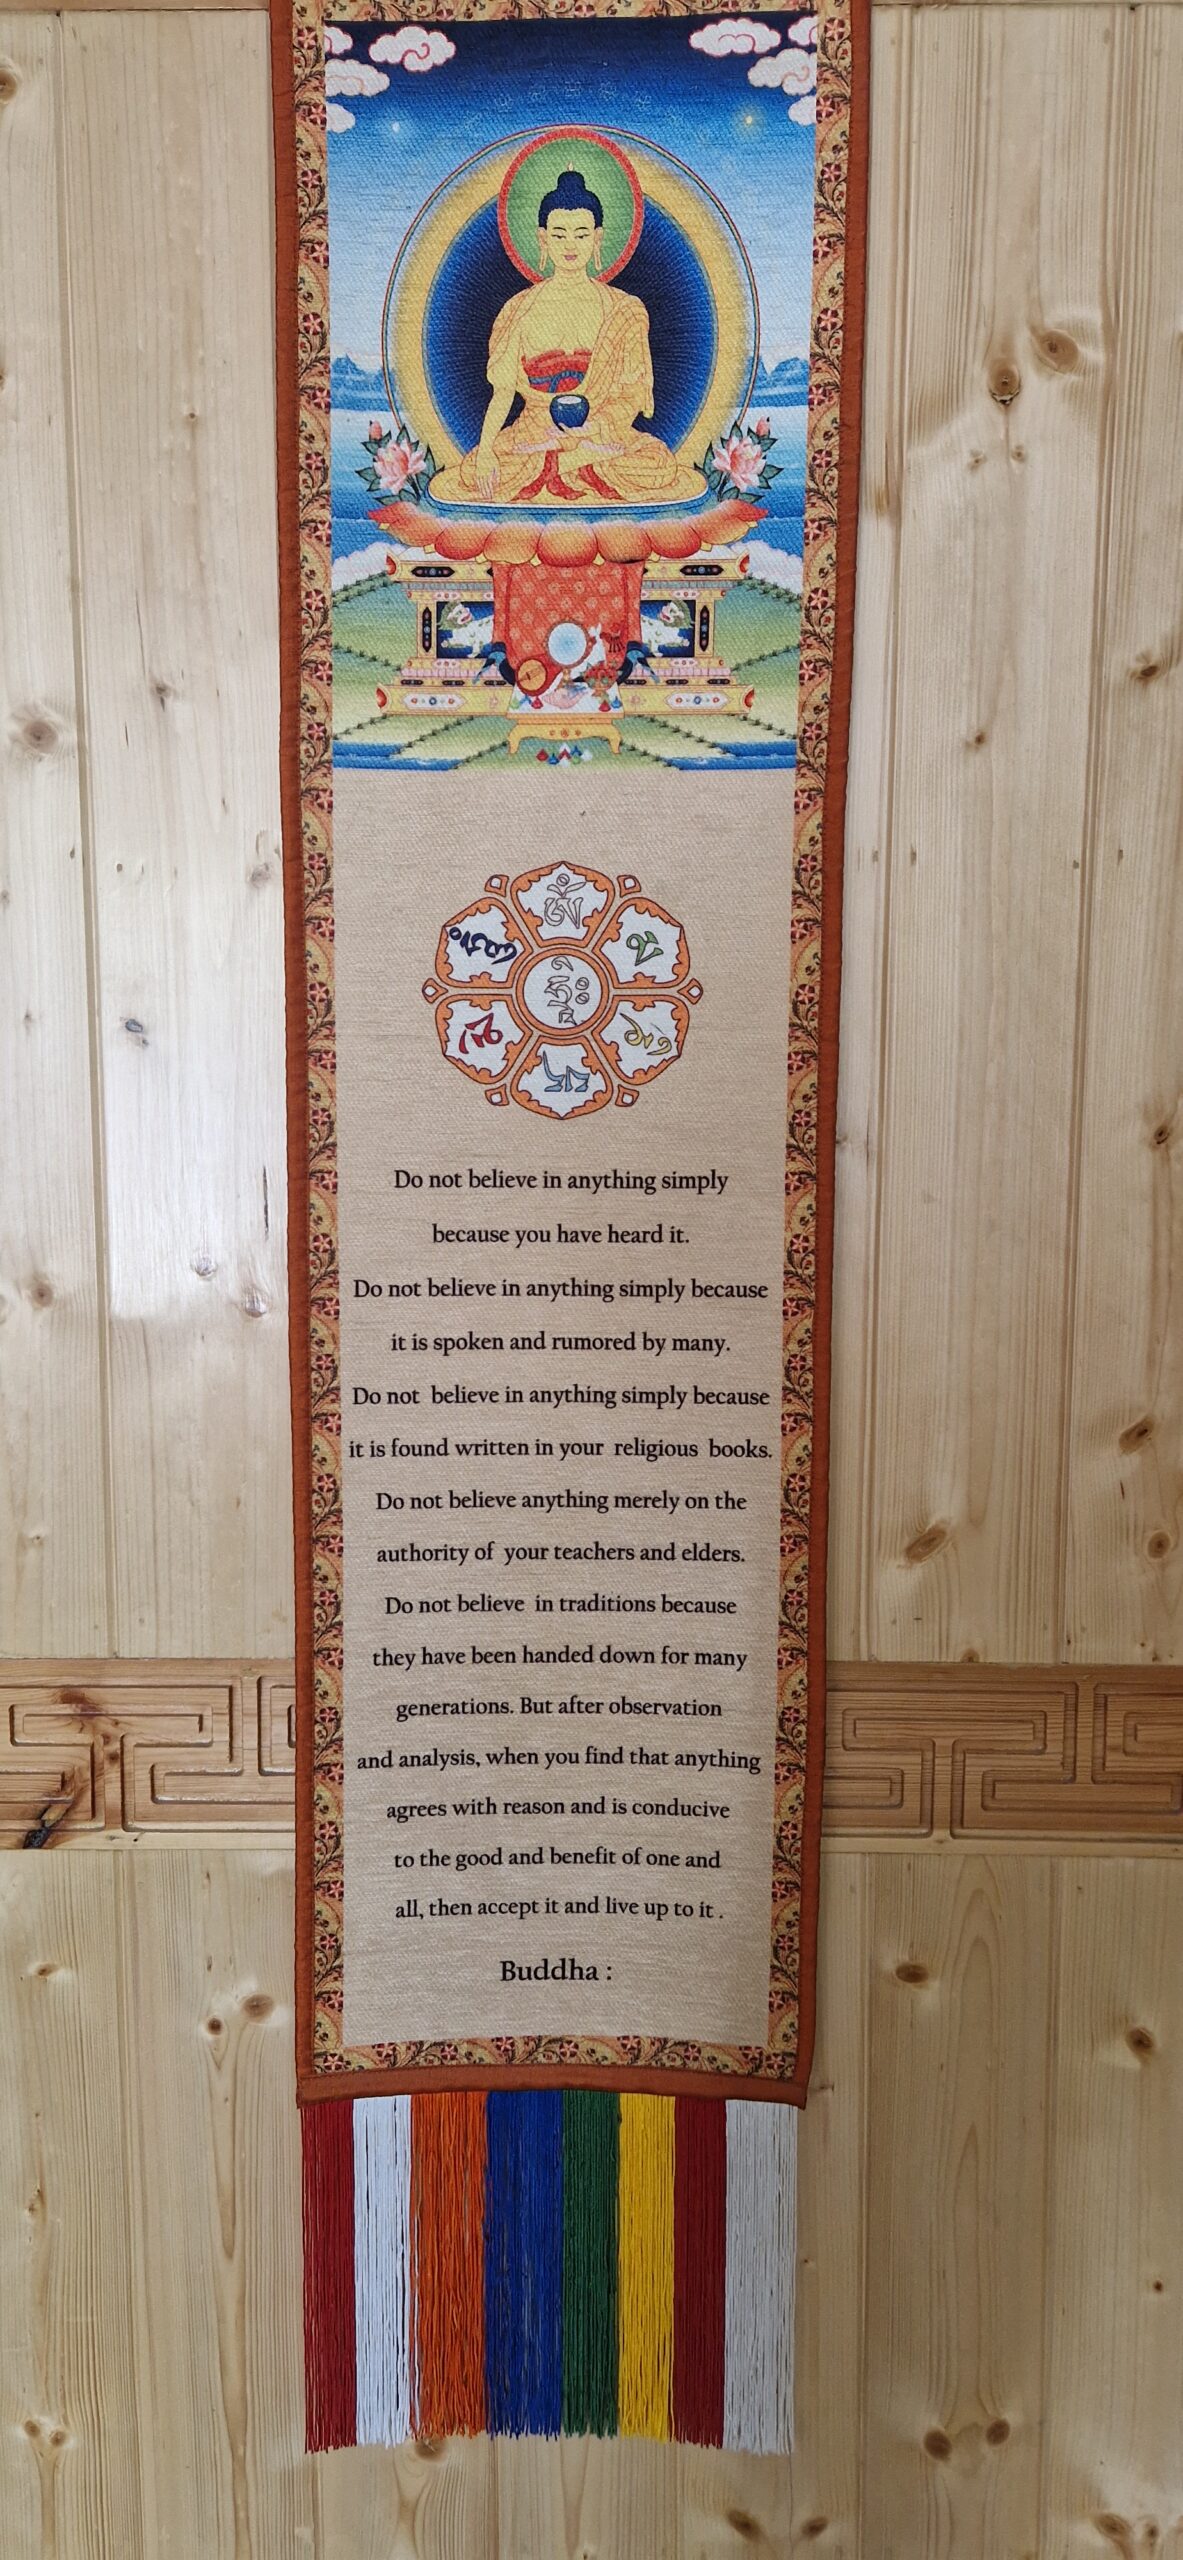 ༀ
མ
ཎི
པ
དྨེ
ཧཱུྃ
ཧྲཱིཿ
Do not believe in anything simply
because you have heard it.
Do not believe in anything simply because
it is spoken and rumored by many.
Do not believe in anything simply because
it is found written in your religious books.
Do not believe anything merely on the
authority of your teachers and elders.
Do not believe in traditions because
they have been handed down for many
generations. But after observation
and analysis, when you find that anything
agrees with reason and is conducive
to the good and benefit of one and
all, then accept it and live up to it .
Buddha :